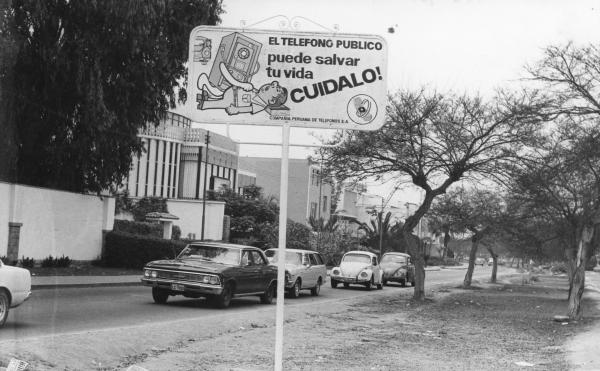 EL TELEFONO PUBLICO
puede salvar
tu vida
CUIDALO!
COMPAÑIA PERUANA DE TELEFONOS S.A.